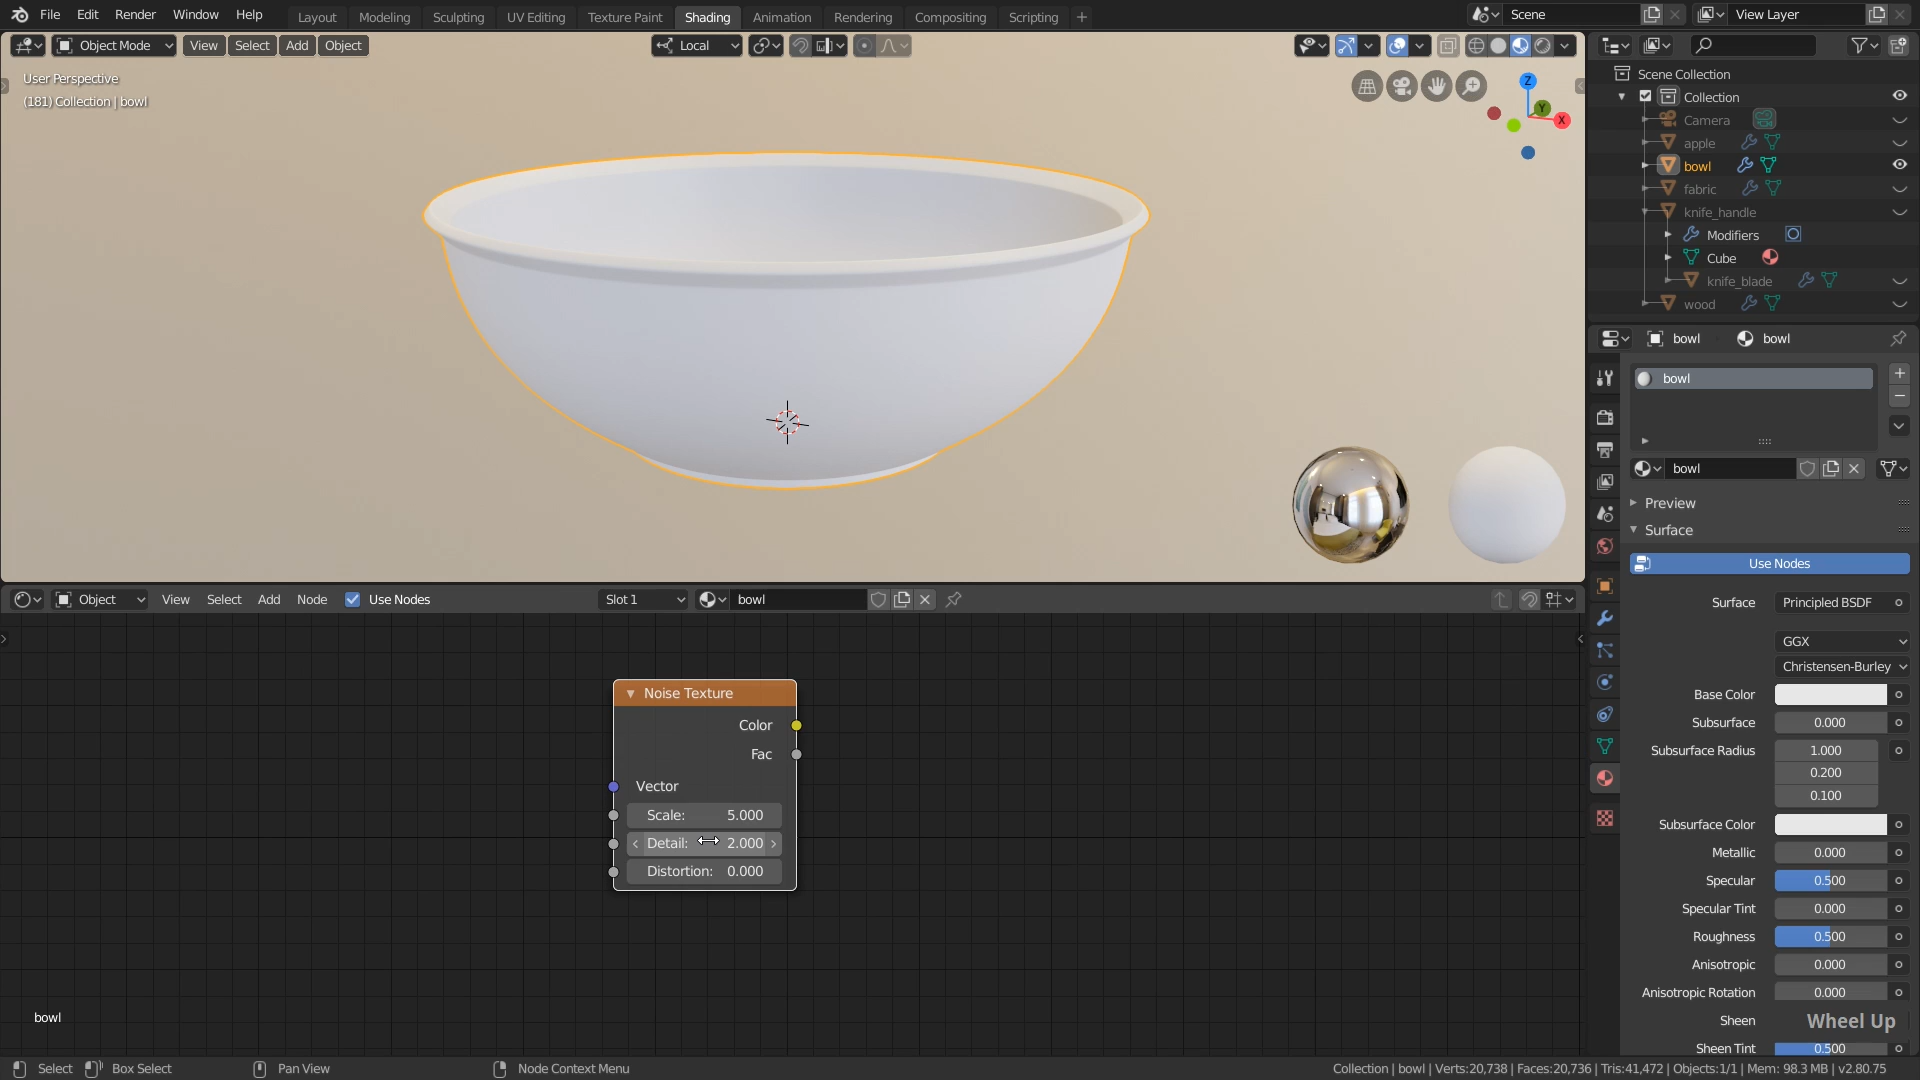 File Edit Render Window Help Layout Modeling Sculpting UV Editing Texture Paint Shading Animation Rendering Compositing Scripting + Scene View Layer
Object Mode View Select Add Object Local
User Perspective
(181) Collection | bowl
Z
Y
X
Scene Collection
Collection
Camera
apple
bowl
fabric
knife_handle
Modifiers
Cube
knife_blade
wood
bowl bowl
bowl
bowl
Preview
Surface
Use Nodes
Surface Principled BSDF
GGX
Christensen-Burley
Base Color
Subsurface 0.000
Subsurface Radius 1.000
0.200
0.100
Subsurface Color
Metallic 0.000
Specular 0.500
Specular Tint 0.000
Roughness 0.500
Anisotropic 0.000
Anisotropic Rotation 0.000
Sheen
Sheen Tint 0.500
Wheel Up
Object View Select Add Node Use Nodes Slot 1 bowl
Noise Texture
Color
Fac
Vector
Scale: 5.000
Detail: 2.000
Distortion: 0.000
bowl
Select Box Select Pan View Node Context Menu Collection | bowl | Verts:20,738 | Faces:20,736 | Tris:41,472 | Objects:1/1 | Mem: 98.3 MB | v2.80.75